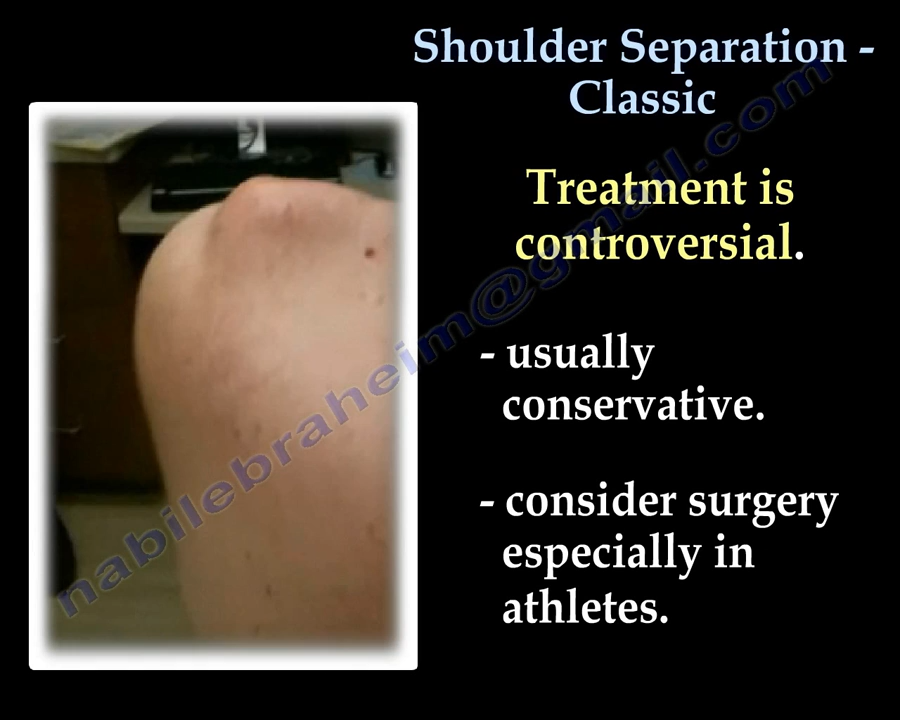 Shoulder Separation -
Classic
Treatment is
controversial.
- usually
conservative.
- consider surgery
especially in
athletes.
nabilebraheim@gmail.com